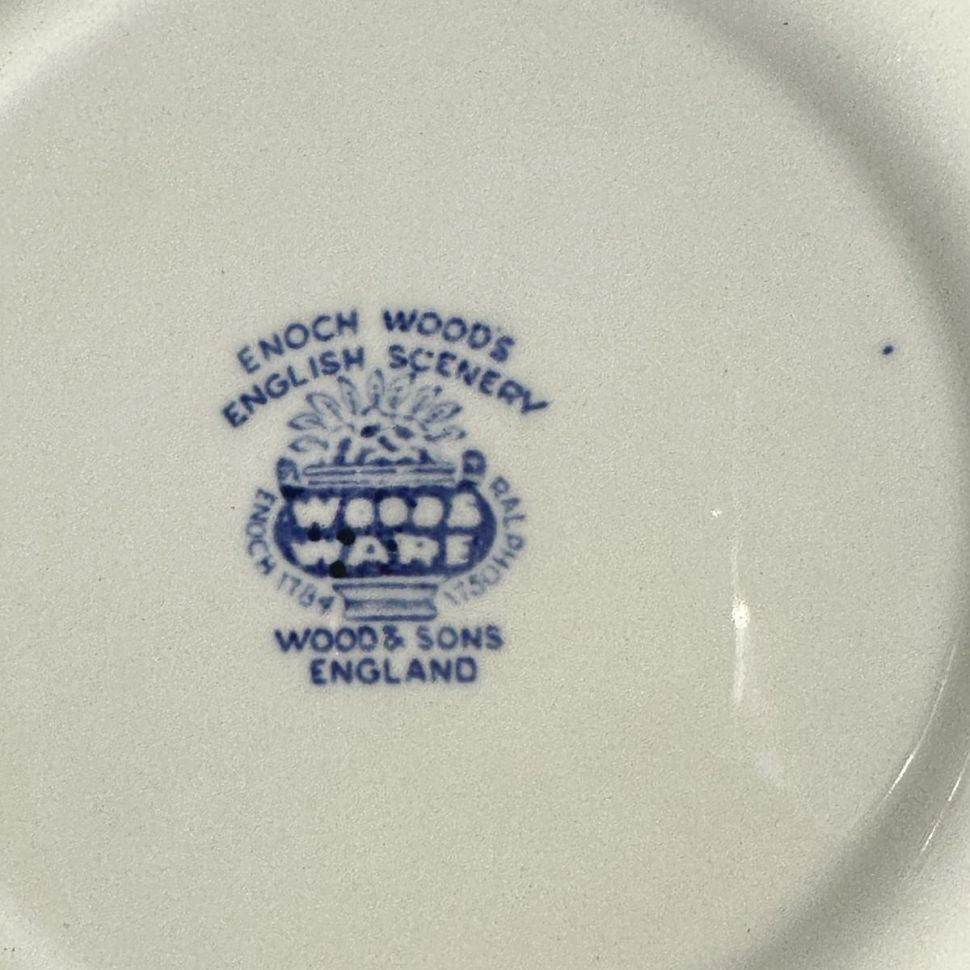 ENOCH WOOD'S
ENGLISH SCENERY
WOODS
WARE
ENOCH 1784
RALPH 1750
WOOD & SONS
ENGLAND